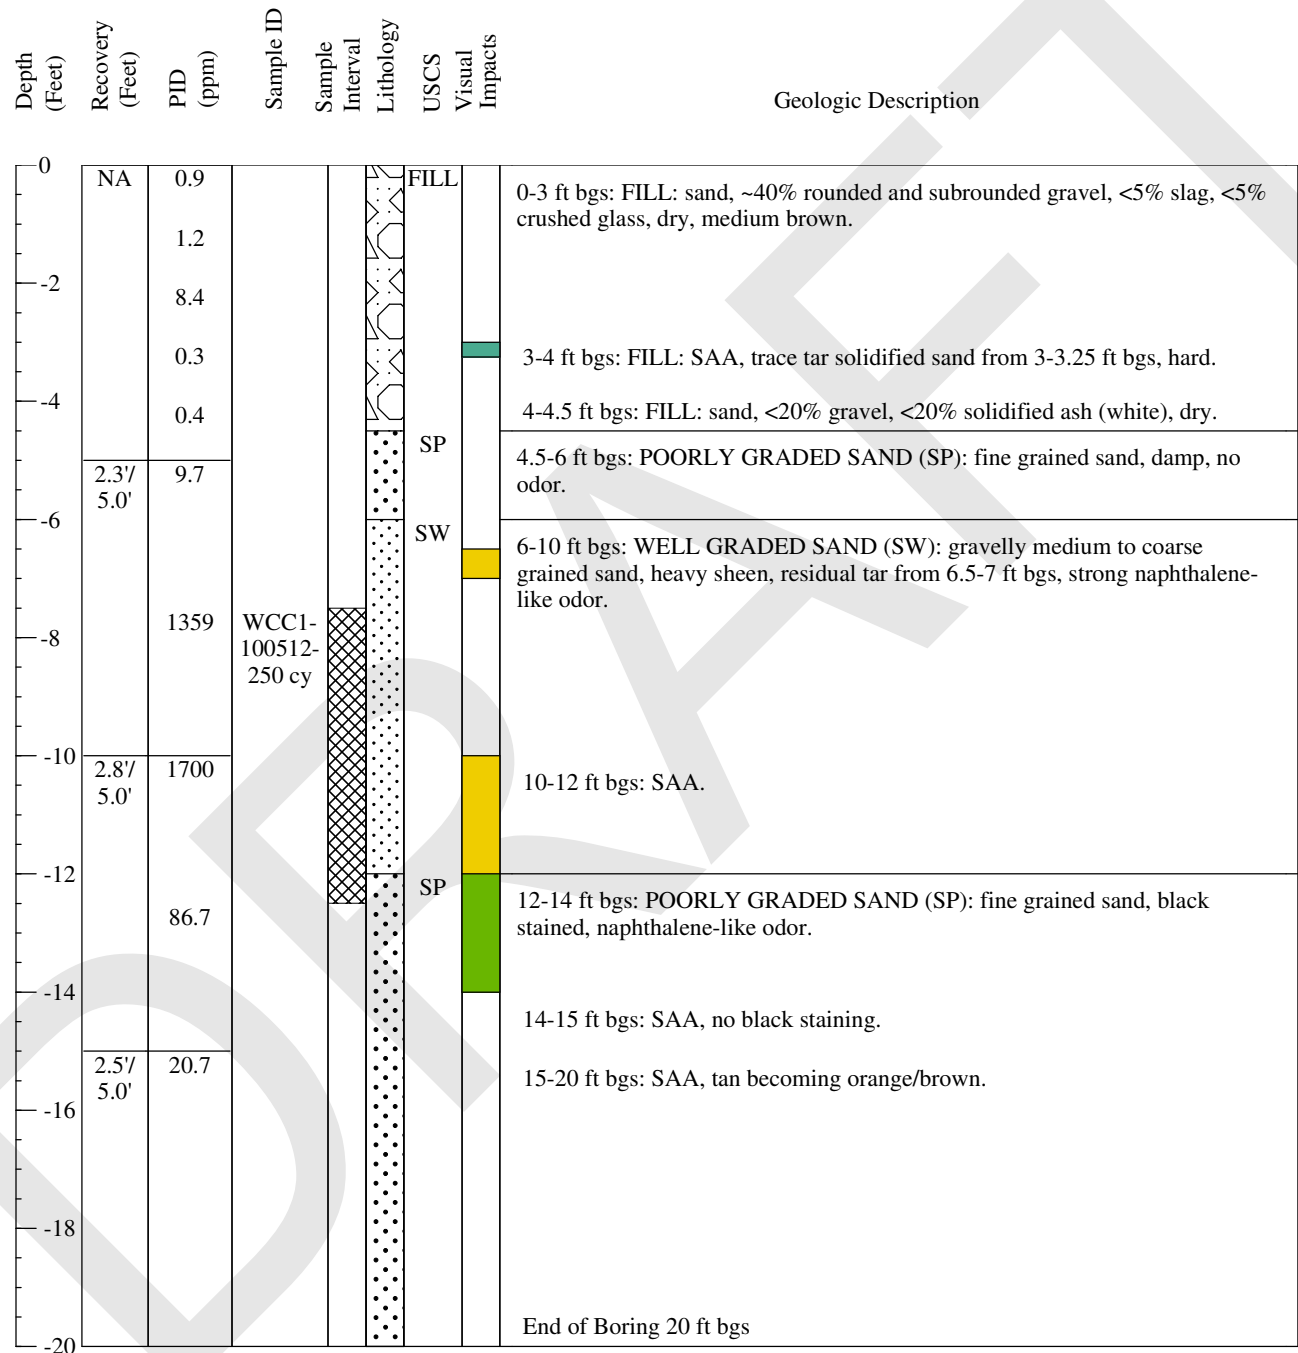 Depth
(Feet)
Recovery
(Feet)
PID
(ppm)
Sample ID
Sample
Interval
Lithology
USCS
Visual
Impacts
Geologic Description
0
NA
0.9
FILL
0-3 ft bgs: FILL: sand, ~40% rounded and subrounded gravel, <5% slag, <5%
crushed glass, dry, medium brown.
1.2
-2
8.4
0.3
3-4 ft bgs: FILL: SAA, trace tar solidified sand from 3-3.25 ft bgs, hard.
-4
0.4
4-4.5 ft bgs: FILL: sand, <20% gravel, <20% solidified ash (white), dry.
SP
4.5-6 ft bgs: POORLY GRADED SAND (SP): fine grained sand, damp, no
odor.
2.3'/
5.0'
9.7
-6
SW
6-10 ft bgs: WELL GRADED SAND (SW): gravelly medium to coarse
grained sand, heavy sheen, residual tar from 6.5-7 ft bgs, strong naphthalene-
like odor.
1359
WCC1-
100512-
250 cy
-8
-10
2.8'/
5.0'
1700
10-12 ft bgs: SAA.
-12
SP
12-14 ft bgs: POORLY GRADED SAND (SP): fine grained sand, black
stained, naphthalene-like odor.
86.7
-14
14-15 ft bgs: SAA, no black staining.
2.5'/
5.0'
20.7
15-20 ft bgs: SAA, tan becoming orange/brown.
-16
-18
End of Boring 20 ft bgs
-20
DRAFT